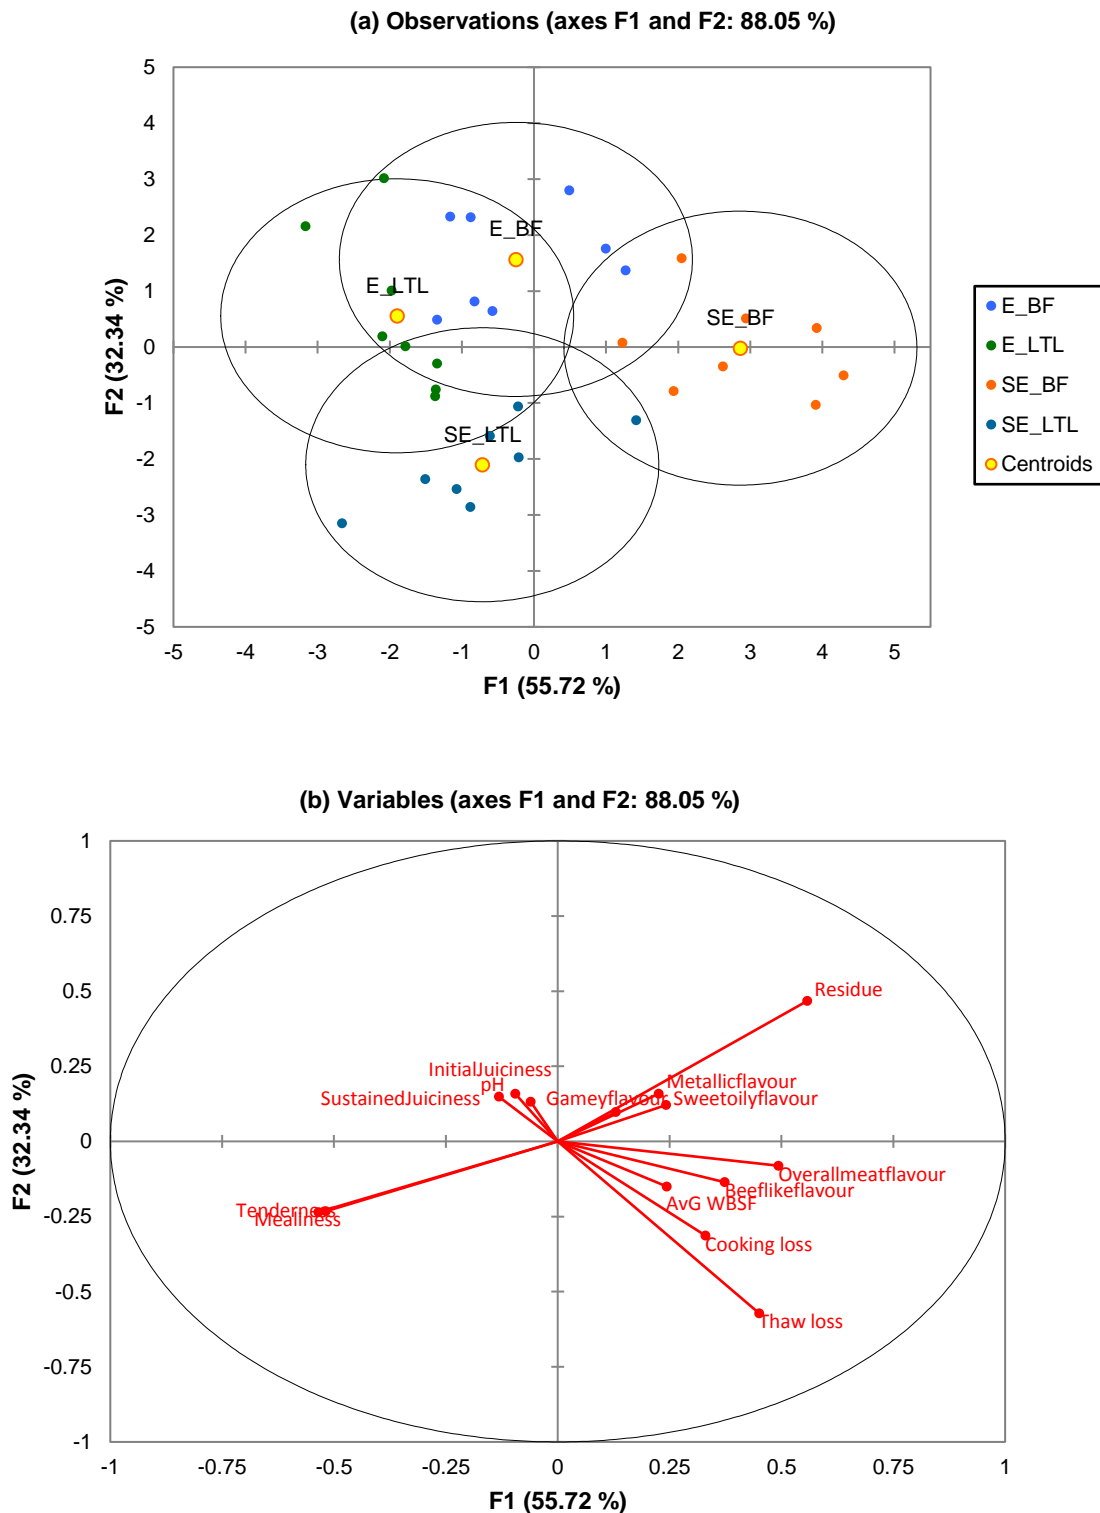 (a) Observations (axes F1 and F2: 88.05 %)
5
4
3
2
1
0
-1
-2
-3
-4
-5
F2 (32.34 %)
E_BF
E_LTL
SE_BF
SE_LTL
-5 -4 -3 -2 -1 0 1 2 3 4 5
F1 (55.72 %)
E_BF
E_LTL
SE_BF
SE_LTL
Centroids
(b) Variables (axes F1 and F2: 88.05 %)
1
0.75
0.5
0.25
0
-0.25
-0.5
-0.75
-1
F2 (32.34 %)
Residue
InitialJuiciness
pH
Metallicflavour
SustainedJuiciness
Gameyflavour
Sweetoilyflavour
Overallmeatflavour
Beeflikeflavour
AvG WBSF
Tenderness
Mealiness
Cooking loss
Thaw loss
-1 -0.75 -0.5 -0.25 0 0.25 0.5 0.75 1
F1 (55.72 %)